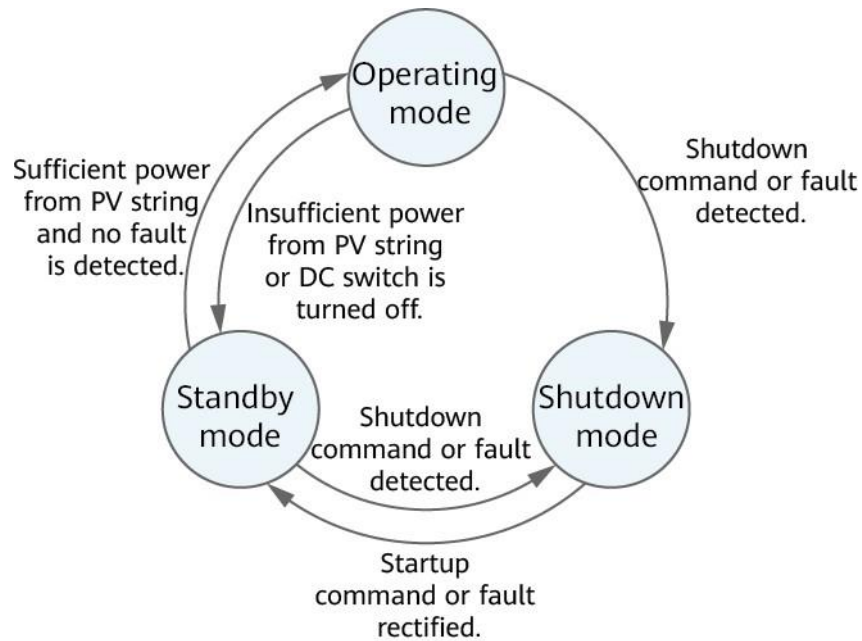 Operating
mode
Shutdown
command or fault
detected.
Sufficient power
from PV string
and no fault
is detected.
Insufficient power
from PV string
or DC switch is
turned off.
Standby
mode
Shutdown
mode
Shutdown
command or fault
detected.
Startup
command or fault
rectified.